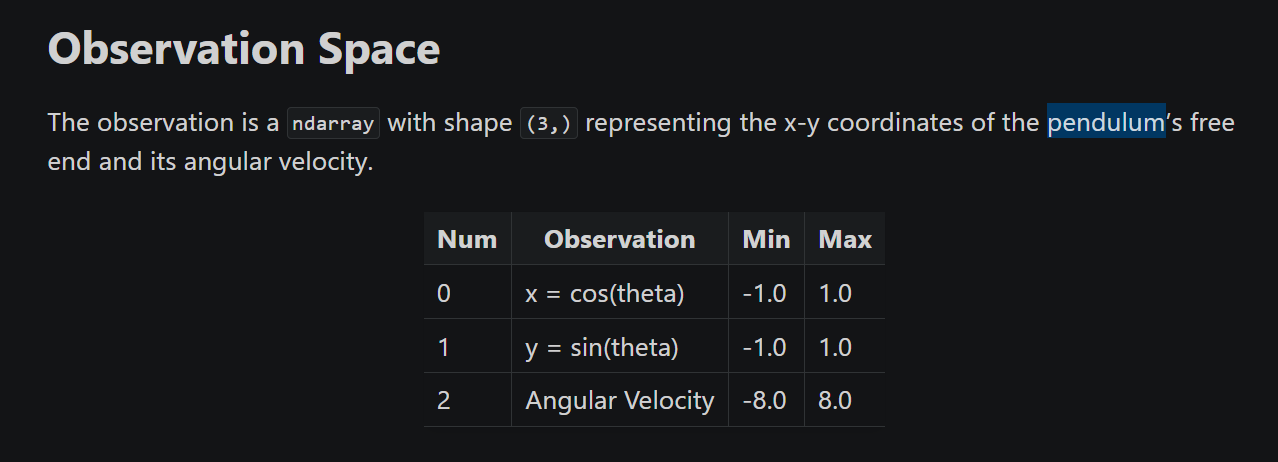 Observation Space
The observation is a ndarray with shape (3,) representing the x-y coordinates of the pendulum’s free
end and its angular velocity.
Num Observation Min Max
0 x = cos(theta) -1.0 1.0
1 y = sin(theta) -1.0 1.0
2 Angular Velocity -8.0 8.0